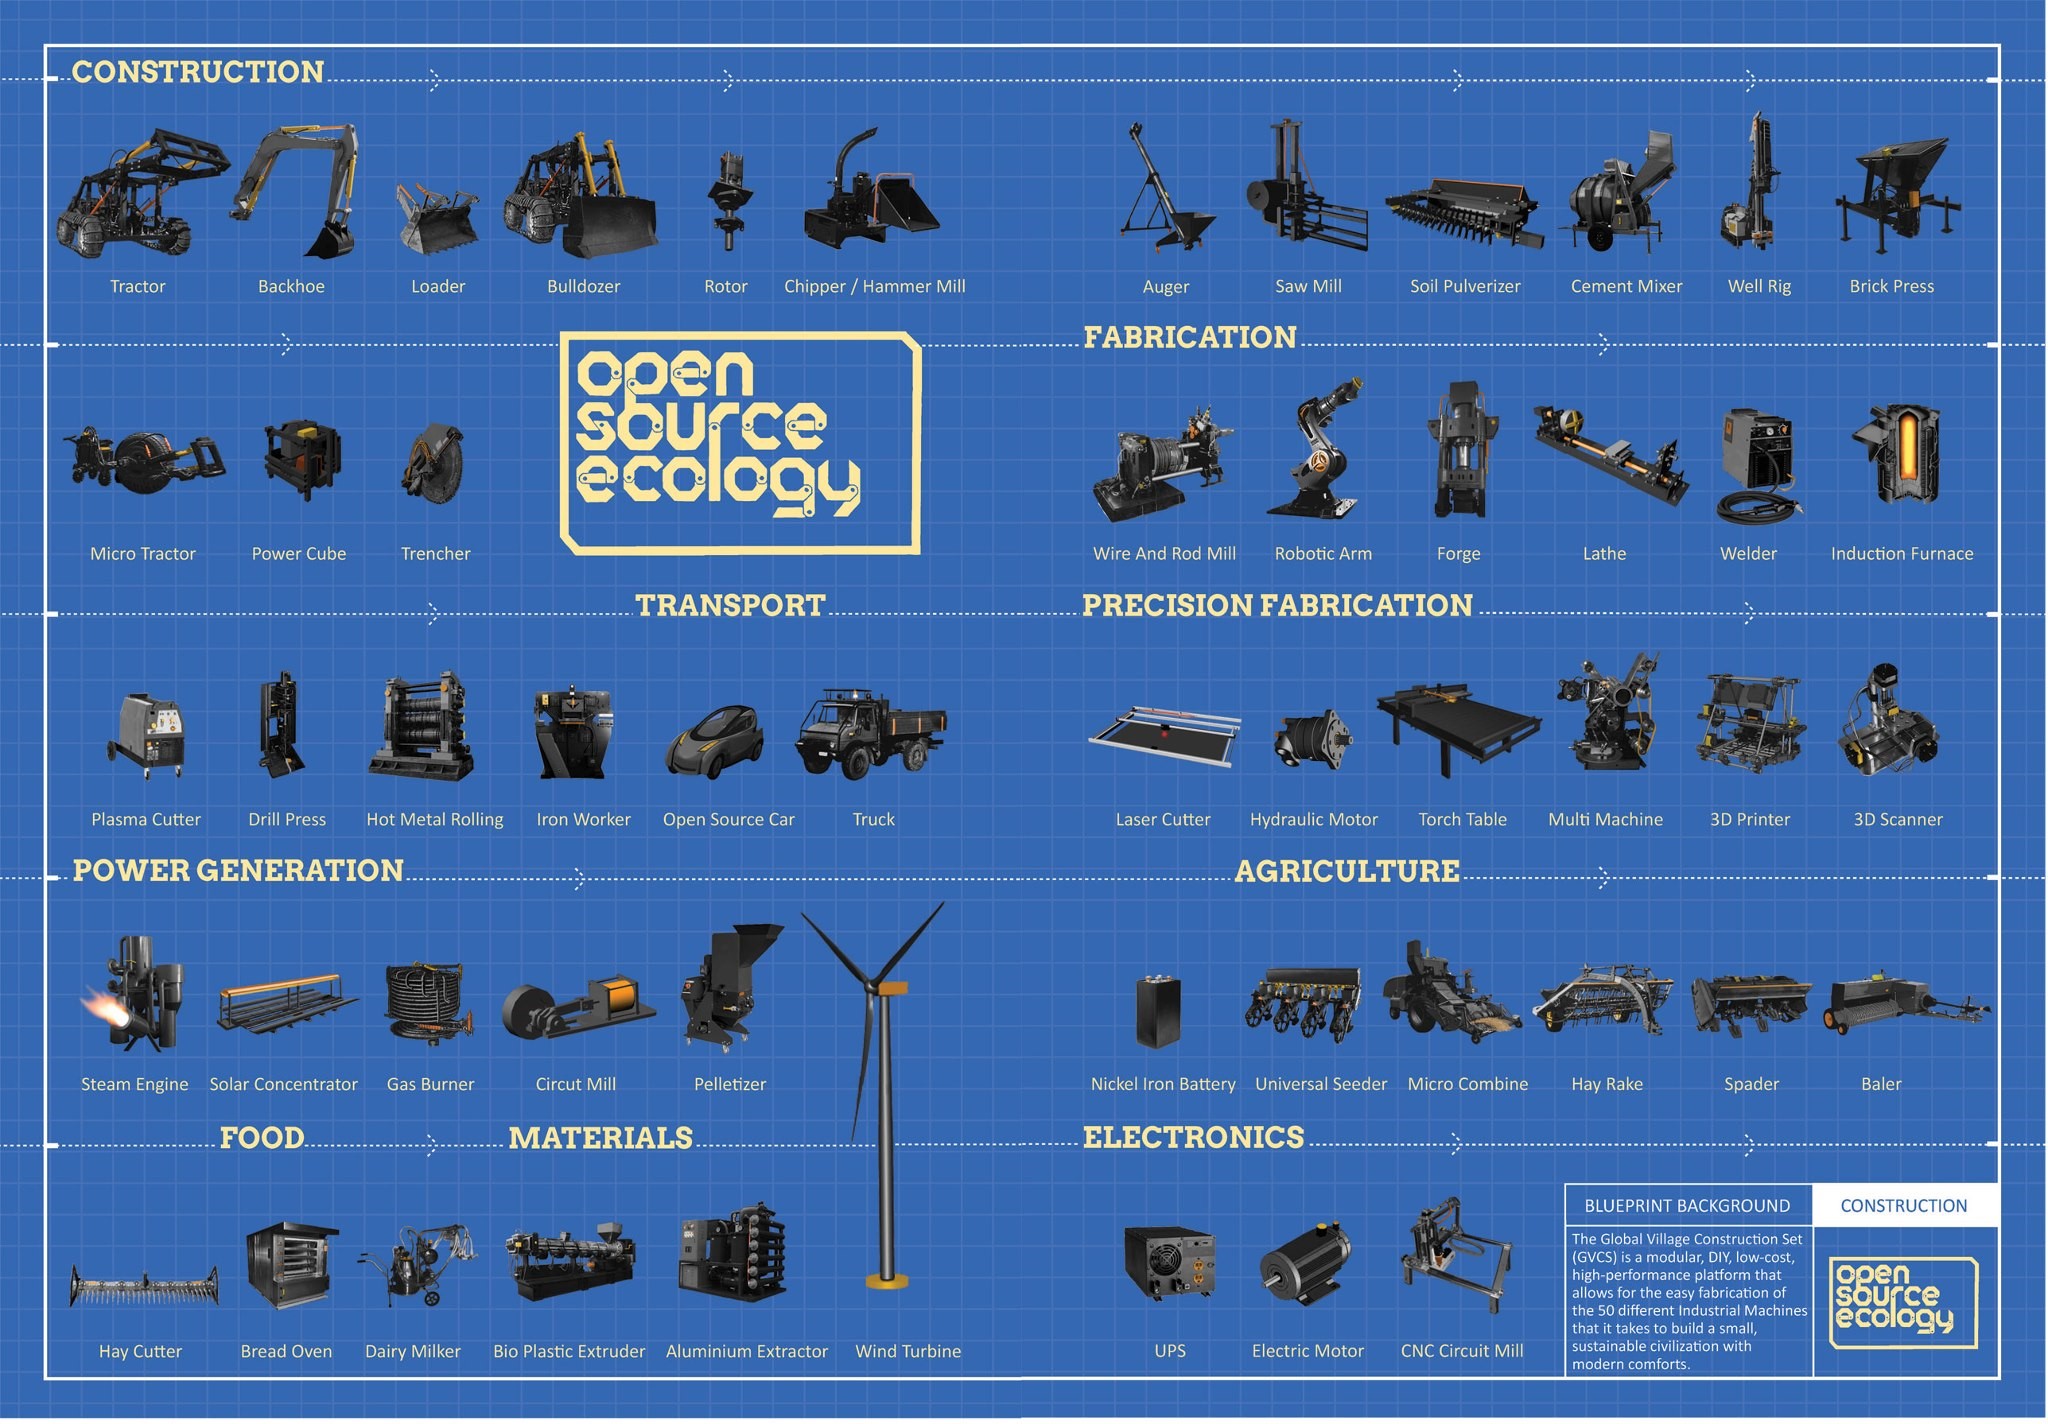 CONSTRUCTION
Tractor
Backhoe
Loader
Bulldozer
Rotor
Chipper / Hammer Mill
Auger
Saw Mill
Soil Pulverizer
Cement Mixer
Well Rig
Brick Press
open
source
ecology
FABRICATION
Micro Tractor
Power Cube
Trencher
Wire And Rod Mill
Robotic Arm
Forge
Lathe
Welder
Induction Furnace
TRANSPORT
PRECISION FABRICATION
Plasma Cutter
Drill Press
Hot Metal Rolling
Iron Worker
Open Source Car
Truck
Laser Cutter
Hydraulic Motor
Torch Table
Multi Machine
3D Printer
3D Scanner
POWER GENERATION
AGRICULTURE
Steam Engine
Solar Concentrator
Gas Burner
Circut Mill
Pelletizer
Nickel Iron Battery
Universal Seeder
Micro Combine
Hay Rake
Spader
Baler
FOOD
MATERIALS
ELECTRONICS
Hay Cutter
Bread Oven
Dairy Milker
Bio Plastic Extruder
Aluminium Extractor
Wind Turbine
UPS
Electric Motor
CNC Circuit Mill
BLUEPRINT BACKGROUND
CONSTRUCTION
The Global Village Construction Set
(GVCS) is a modular, DIY, low-cost,
high-performance platform that
allows for the easy fabrication of
the 50 different Industrial Machines
that it takes to build a small,
sustainable civilization with
modern comforts.
open
source
ecology